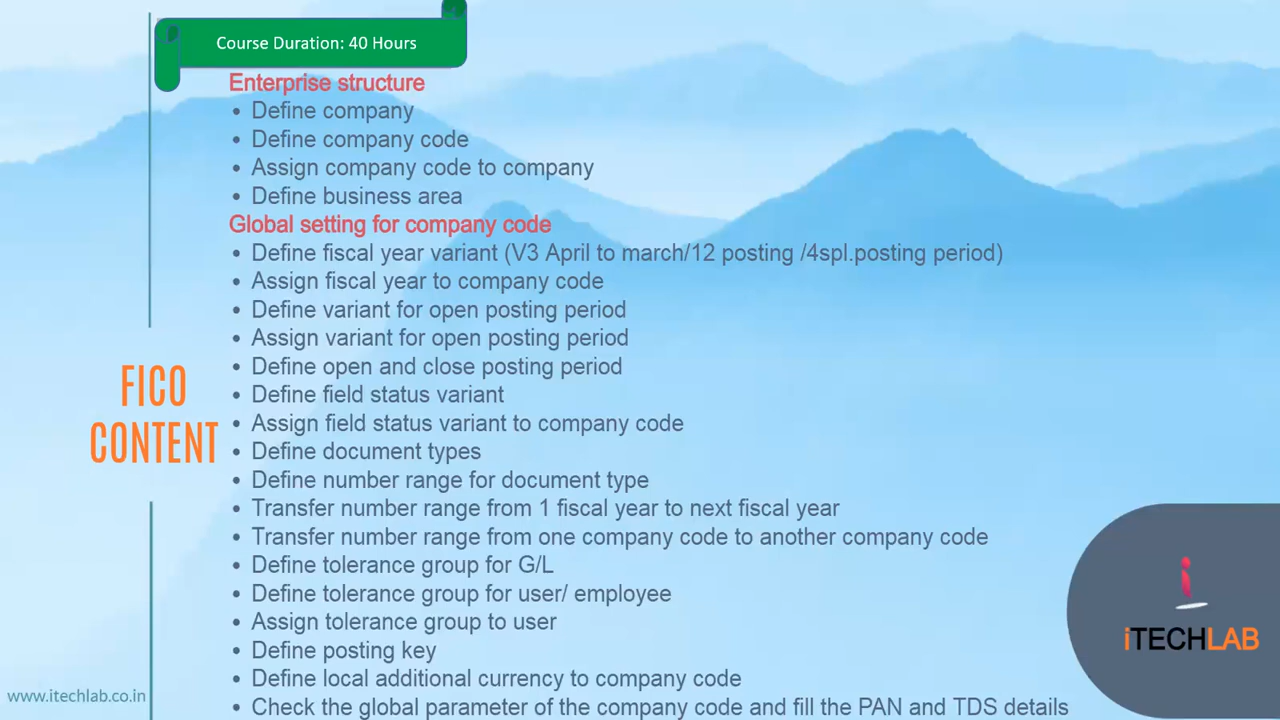 Course Duration: 40 Hours
Enterprise structure
• Define company
• Define company code
• Assign company code to company
• Define business area
Global setting for company code
• Define fiscal year variant (V3 April to march/12 posting /4spl.posting period)
• Assign fiscal year to company code
• Define variant for open posting period
• Assign variant for open posting period
• Define open and close posting period
• Define field status variant
• Assign field status variant to company code
• Define document types
• Define number range for document type
• Transfer number range from 1 fiscal year to next fiscal year
• Transfer number range from one company code to another company code
• Define tolerance group for G/L
• Define tolerance group for user/ employee
• Assign tolerance group to user
• Define posting key
• Define local additional currency to company code
• Check the global parameter of the company code and fill the PAN and TDS details
FICO
CONTENT
www.itechlab.co.in
iTECHLAB